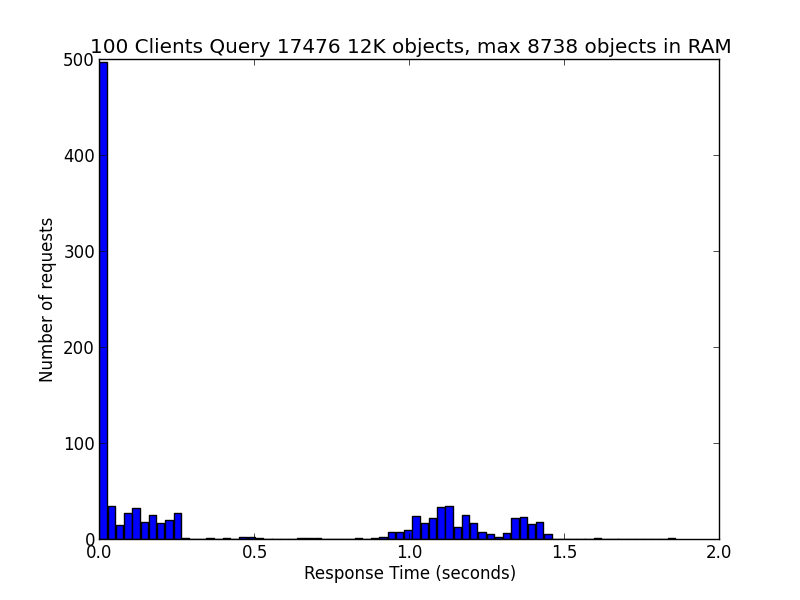 100 Clients Query 17476 12K objects, max 8738 objects in RAM
500
400
300
200
100
0
Number of requests
0.0 0.5 1.0 1.5 2.0
Response Time (seconds)